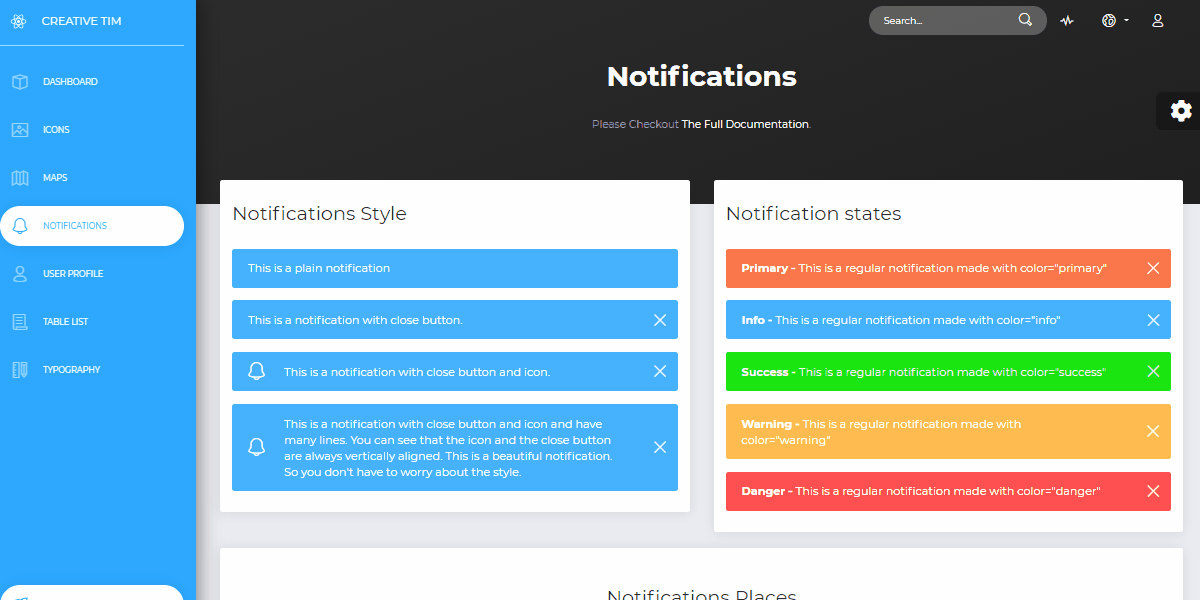 CREATIVE TIM
DASHBOARD
ICONS
MAPS
NOTIFICATIONS
USER PROFILE
TABLE LIST
TYPOGRAPHY
Search...
Notifications
Please Checkout The Full Documentation.
Notifications Style
This is a plain notification
This is a notification with close button.
This is a notification with close button and icon.
This is a notification with close button and icon and have
many lines. You can see that the icon and the close button
are always vertically aligned. This is a beautiful notification.
So you don't have to worry about the style.
Notification states
Primary - This is a regular notification made with color="primary"
Info - This is a regular notification made with color="info"
Success - This is a regular notification made with color="success"
Warning - This is a regular notification made with
color="warning"
Danger - This is a regular notification made with color="danger"
Notifications Places